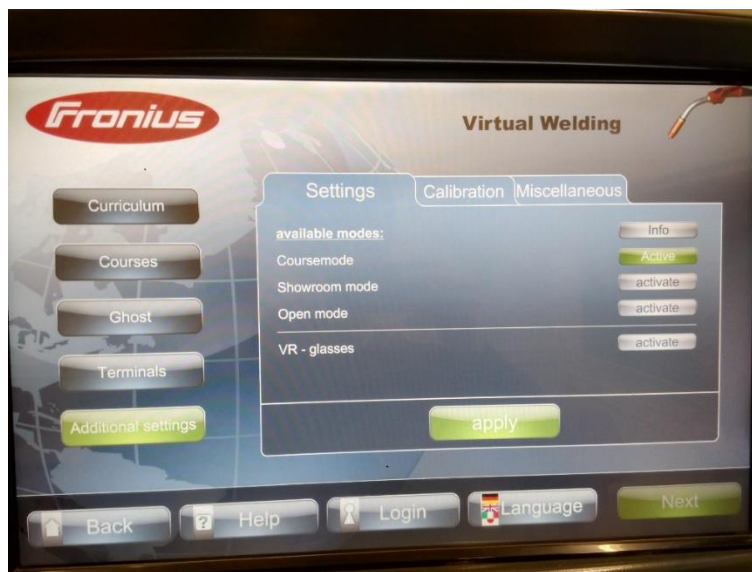 Fronius
Virtual Welding
Curriculum
Courses
Ghost
Terminals
Additional settings
Settings
Calibration
Miscellaneous
available modes:
Info
Coursemode
Active
Showroom mode
activate
Open mode
activate
VR - glasses
activate
apply
Back
? Help
Login
Language
Next